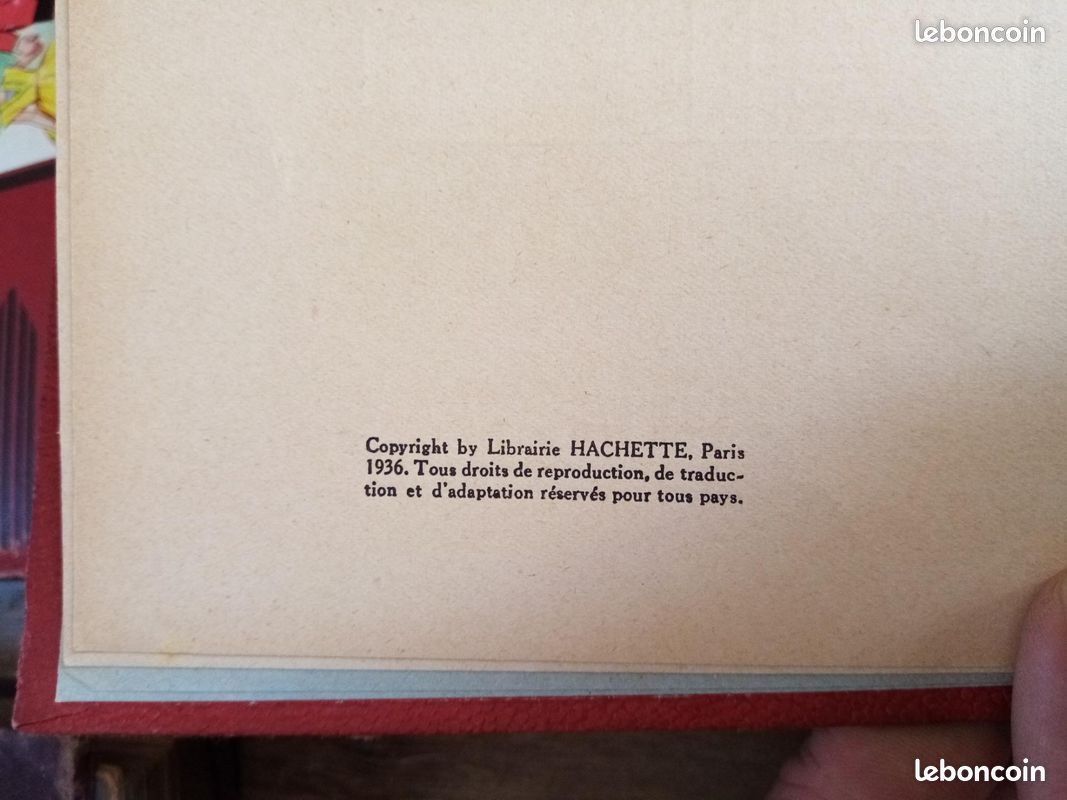 leboncoin
Copyright by Librairie HACHETTE, Paris
1936. Tous droits de reproduction, de traduc-
tion et d'adaptation réservés pour tous pays.
leboncoin